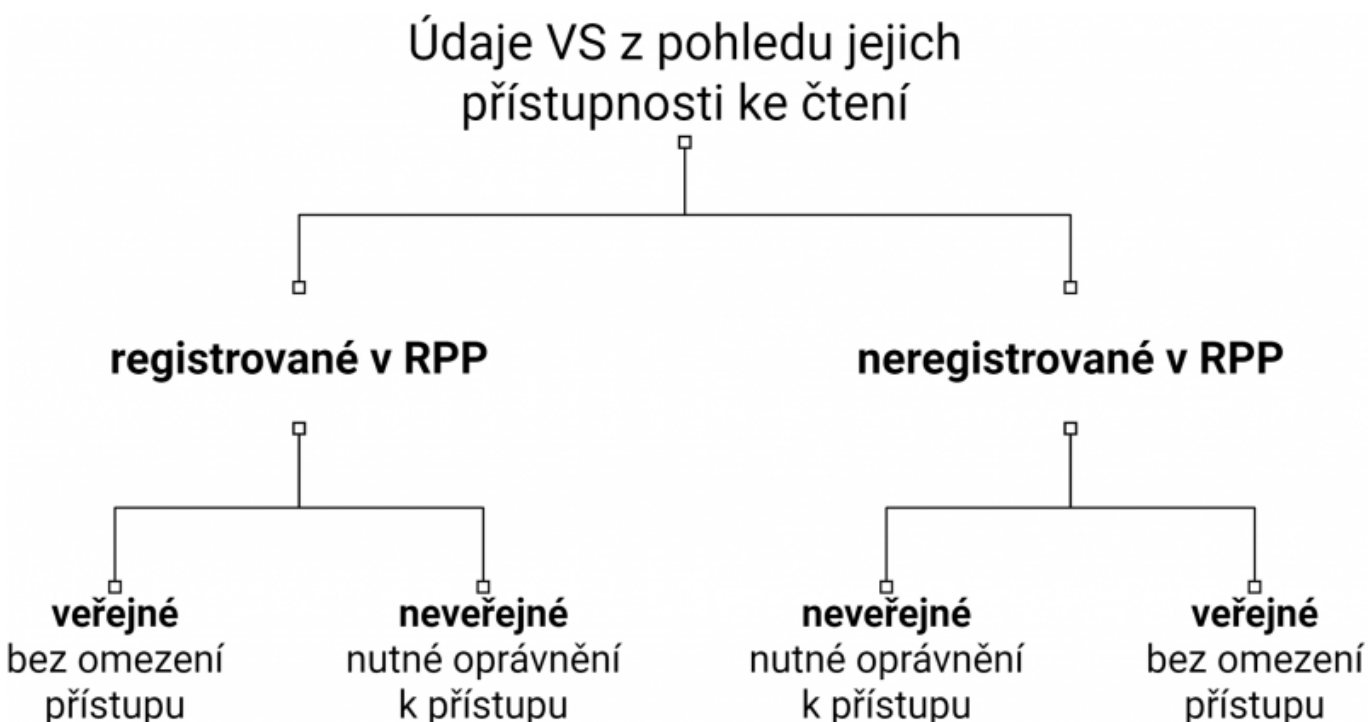 Údaje VS z pohledu jejich
přístupnosti ke čtení
registrované v RPP
neregistrované v RPP
veřejné
bez omezení
přístupu
neveřejné
nutné oprávnění
k přístupu
neveřejné
nutné oprávnění
k přístupu
veřejné
bez omezení
přístupu